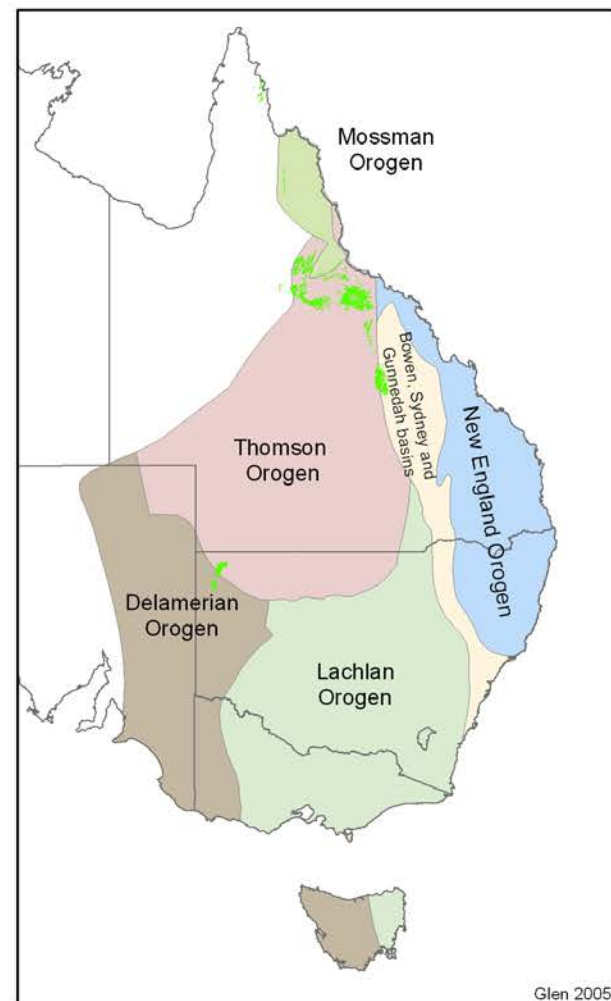 Mossman
Orogen
Bowen, Sydney and
Gunnedah basins
New England Orogen
Thomson
Orogen
Delamerian
Orogen
Lachlan
Orogen
Glen 2005